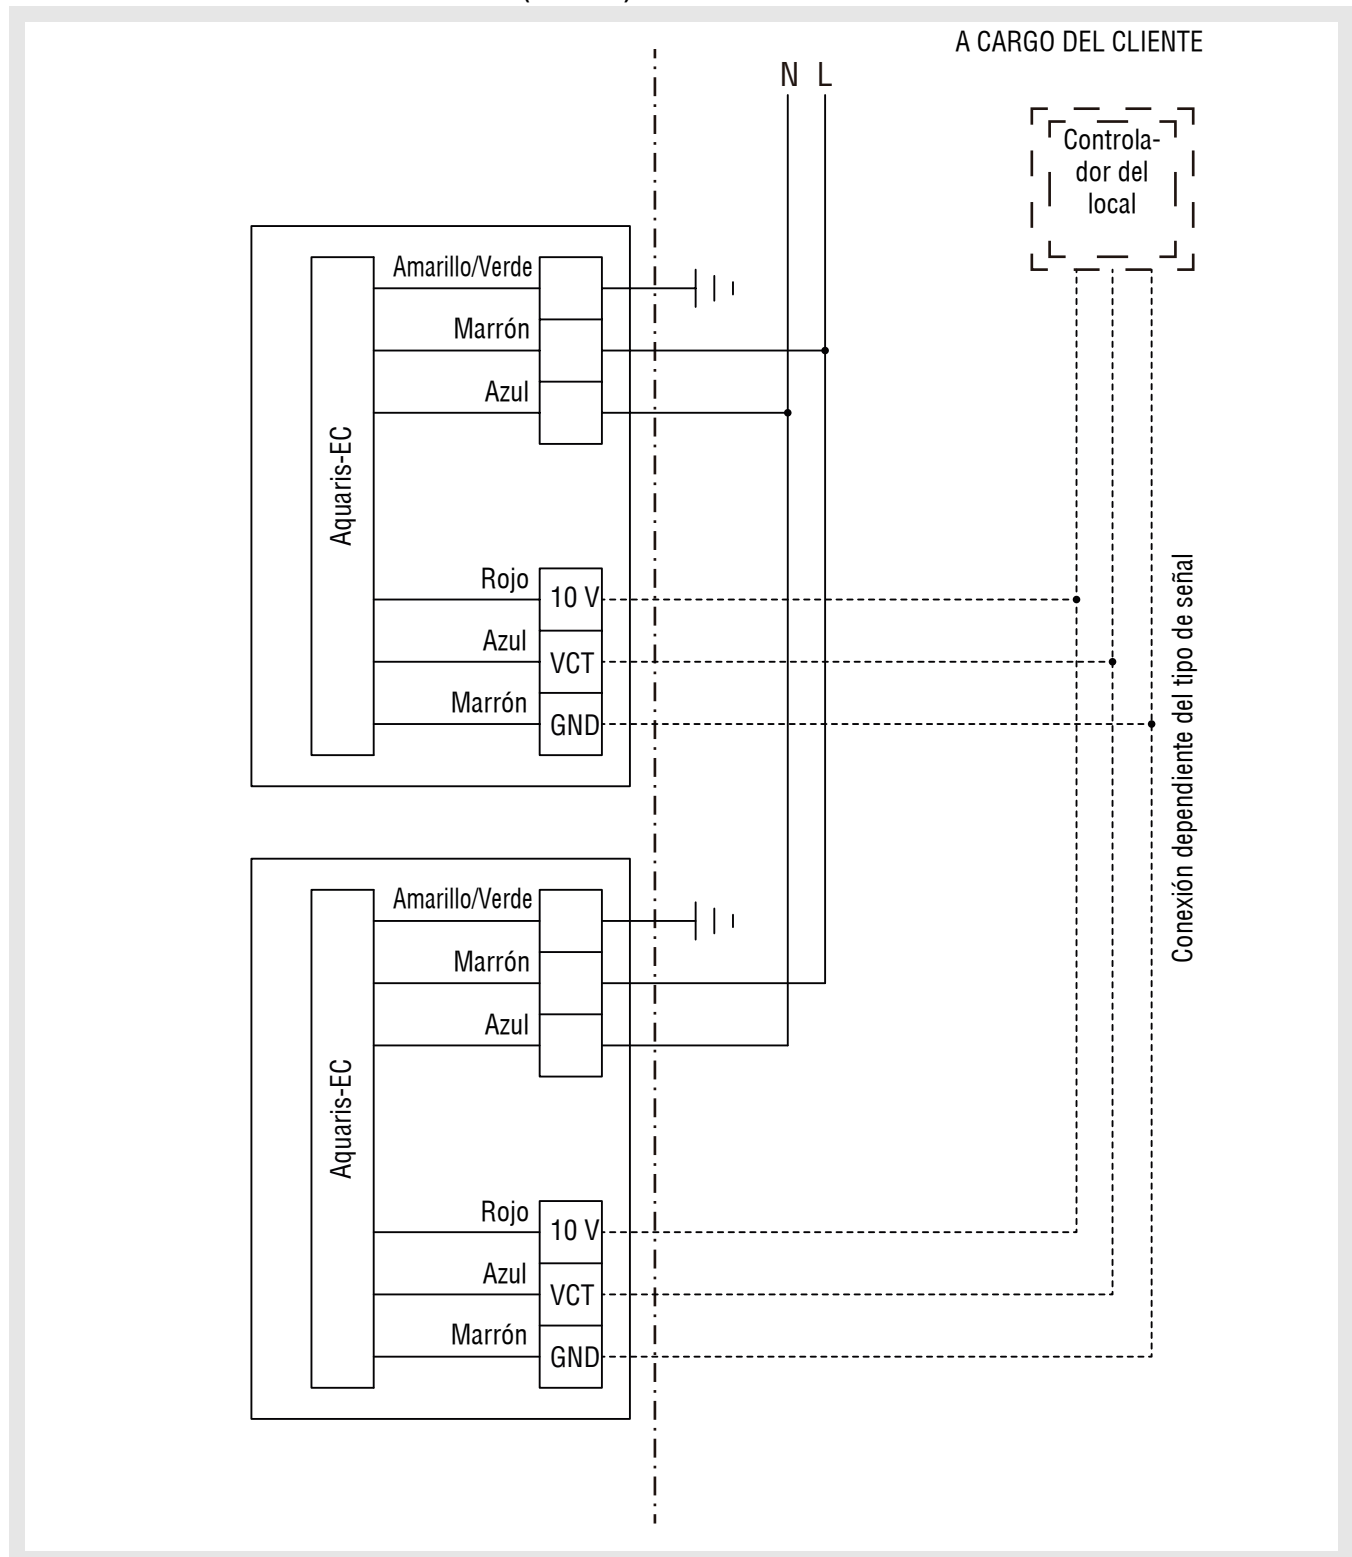 A CARGO DEL CLIENTE
N L
Controla-
dor del
local
Amarillo/Verde
Marrón
Azul
Aquaris-EC
Rojo
10 V
Azul
VCT
Marrón
GND
Conexión dependiente del tipo de señal
Amarillo/Verde
Marrón
Azul
Aquaris-EC
Rojo
10 V
Azul
VCT
Marrón
GND